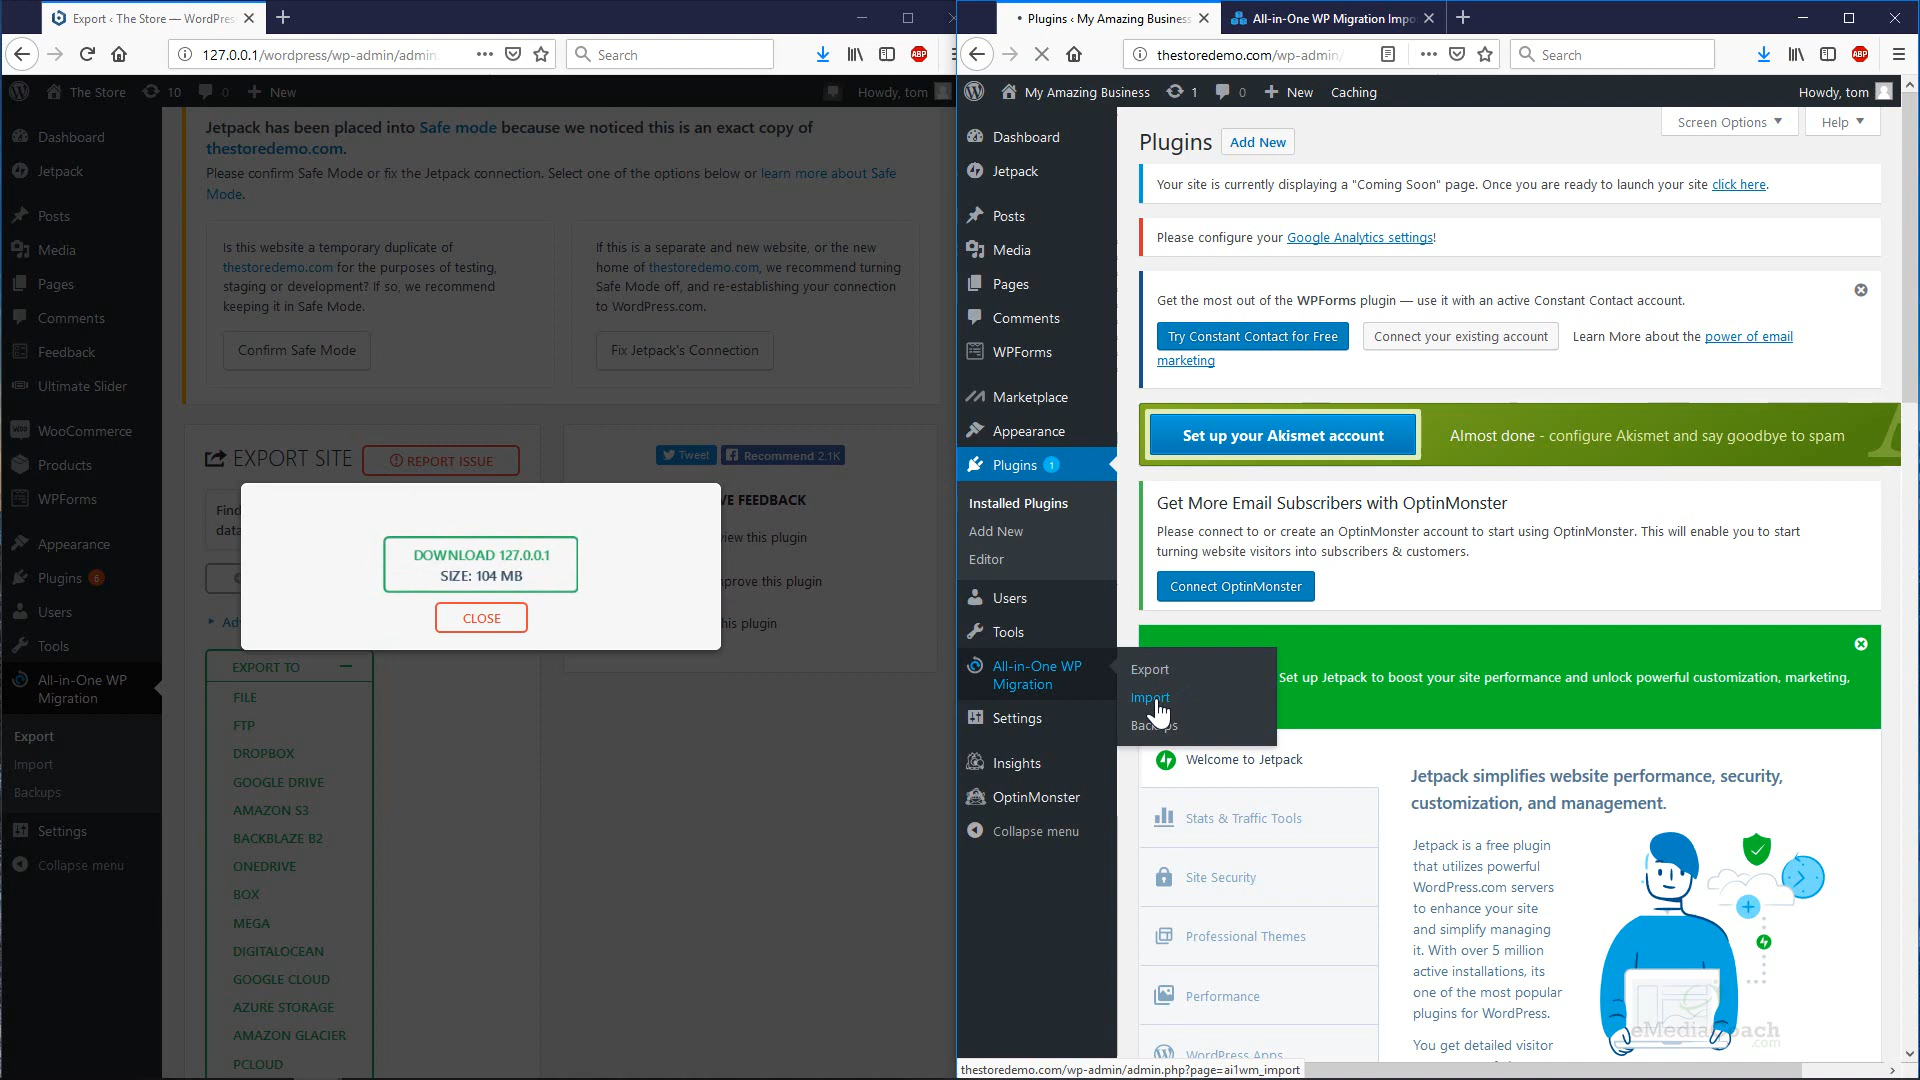 Export ‹ The Store — WordPres
127.0.0.1/wordpress/wp-admin/admin
Search
The Store
10
0
New
Howdy, tom
Dashboard
Jetpack
Posts
Media
Pages
Comments
Feedback
Ultimate Slider
WooCommerce
Products
WPForms
Appearance
Plugins 6
Users
Tools
All-in-One WP
Migration
Export
Import
Backups
Settings
Collapse menu
Jetpack has been placed into Safe mode because we noticed this is an exact copy of
thestoredemo.com.
Please confirm Safe Mode or fix the Jetpack connection. Select one of the options below or learn more about Safe
Mode.
Is this website a temporary duplicate of
thestoredemo.com for the purposes of testing,
staging or development? If so, we recommend
keeping it in Safe Mode.
Confirm Safe Mode
If this is a separate and new website, or the new
home of thestoredemo.com, we recommend turning
Safe Mode off, and re-establishing your connection
to WordPress.com.
Fix Jetpack's Connection
EXPORT SITE
REPORT ISSUE
Tweet
Recommend 2.1K
Find
data
VE FEEDBACK
view this plugin
prove this plugin
his plugin
DOWNLOAD 127.0.0.1
SIZE: 104 MB
CLOSE
EXPORT TO
FILE
FTP
DROPBOX
GOOGLE DRIVE
AMAZON S3
BACKBLAZE B2
ONEDRIVE
BOX
MEGA
DIGITALOCEAN
GOOGLE CLOUD
AZURE STORAGE
AMAZON GLACIER
PCLOUD
Plugins ‹ My Amazing Business
All-in-One WP Migration Impo
thestoredemo.com/wp-admin/
Search
My Amazing Business
1
0
New
Caching
Howdy, tom
Dashboard
Jetpack
Posts
Media
Pages
Comments
WPForms
Marketplace
Appearance
Plugins 1
Installed Plugins
Add New
Editor
Users
Tools
All-in-One WP
Migration
Settings
Insights
OptinMonster
Collapse menu
Export
Import
Backups
Screen Options
Help
Plugins
Add New
Your site is currently displaying a "Coming Soon" page. Once you are ready to launch your site click here.
Please configure your Google Analytics settings!
Get the most out of the WPForms plugin — use it with an active Constant Contact account.
Try Constant Contact for Free
Connect your existing account
Learn More about the power of email
marketing
Set up your Akismet account
Almost done - configure Akismet and say goodbye to spam
Get More Email Subscribers with OptinMonster
Please connect to or create an OptinMonster account to start using OptinMonster. This will enable you to start
turning website visitors into subscribers & customers.
Connect OptinMonster
Set up Jetpack to boost your site performance and unlock powerful customization, marketing,
Welcome to Jetpack
Stats & Traffic Tools
Site Security
Professional Themes
Performance
WordPress Apps
Jetpack simplifies website performance, security,
customization, and management.
Jetpack is a free plugin
that utilizes powerful
WordPress.com servers
to enhance your site
and simplify managing
it. With over 5 million
active installations, its
one of the most popular
plugins for WordPress.
You get detailed visitor
eMediaCoach
.com
thestoredemo.com/wp-admin/admin.php?page=ai1wm_import